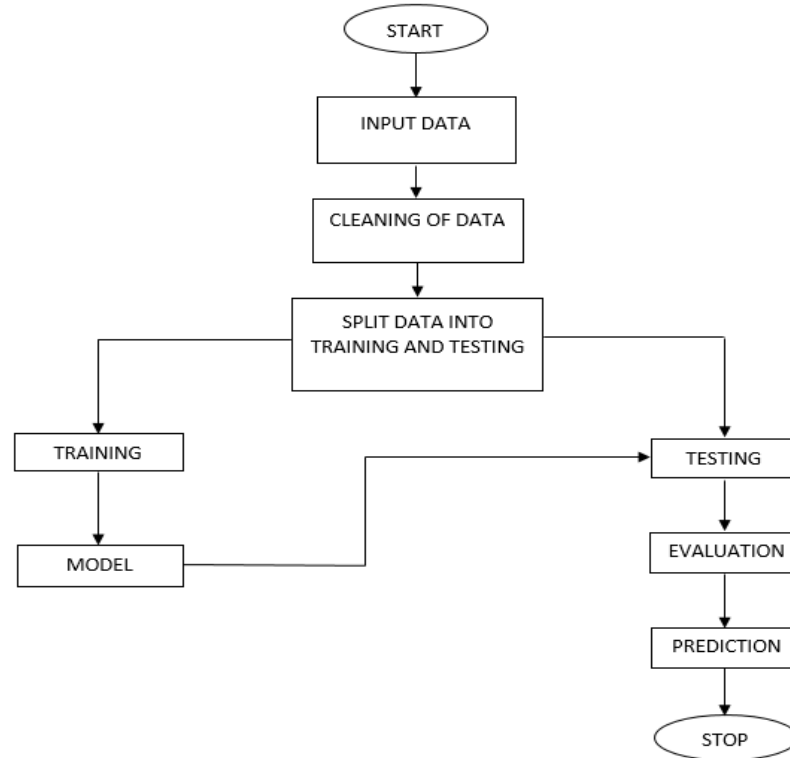 START
INPUT DATA
CLEANING OF DATA
SPLIT DATA INTO
TRAINING AND TESTING
TRAINING
TESTING
MODEL
EVALUATION
PREDICTION
STOP